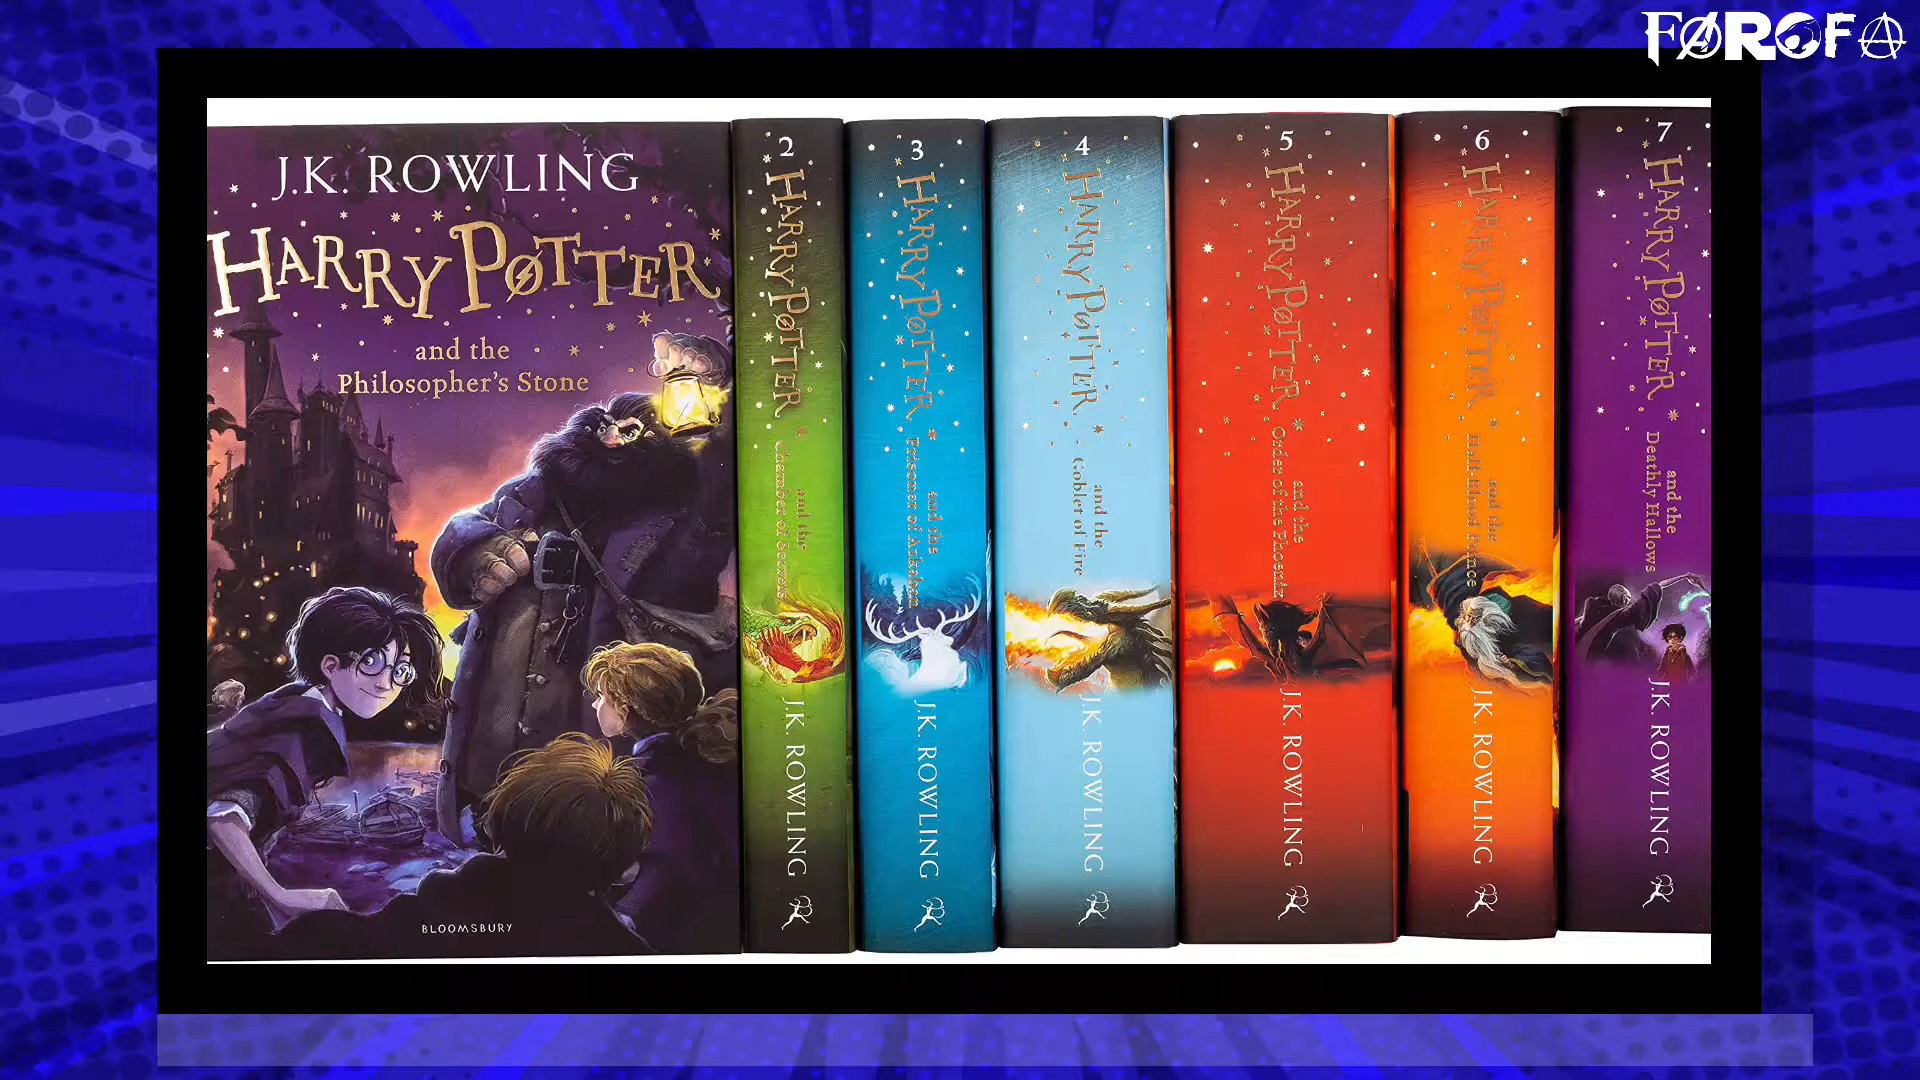 FØROFA
J.K. ROWLING
HARRY POTTER
and the
Philosopher's Stone
BLOOMSBURY
2
HARRY POTTER
and the
Chamber of Secrets
J.K. ROWLING
3
HARRY POTTER
and the
Prisoner of Azkaban
J.K. ROWLING
4
HARRY POTTER
and the
Goblet of Fire
J.K. ROWLING
5
HARRY POTTER
and the
Order of the Phoenix
J.K. ROWLING
6
HARRY POTTER
and the
Half-Blood Prince
J.K. ROWLING
7
HARRY POTTER
and the
Deathly Hallows
J.K. ROWLING